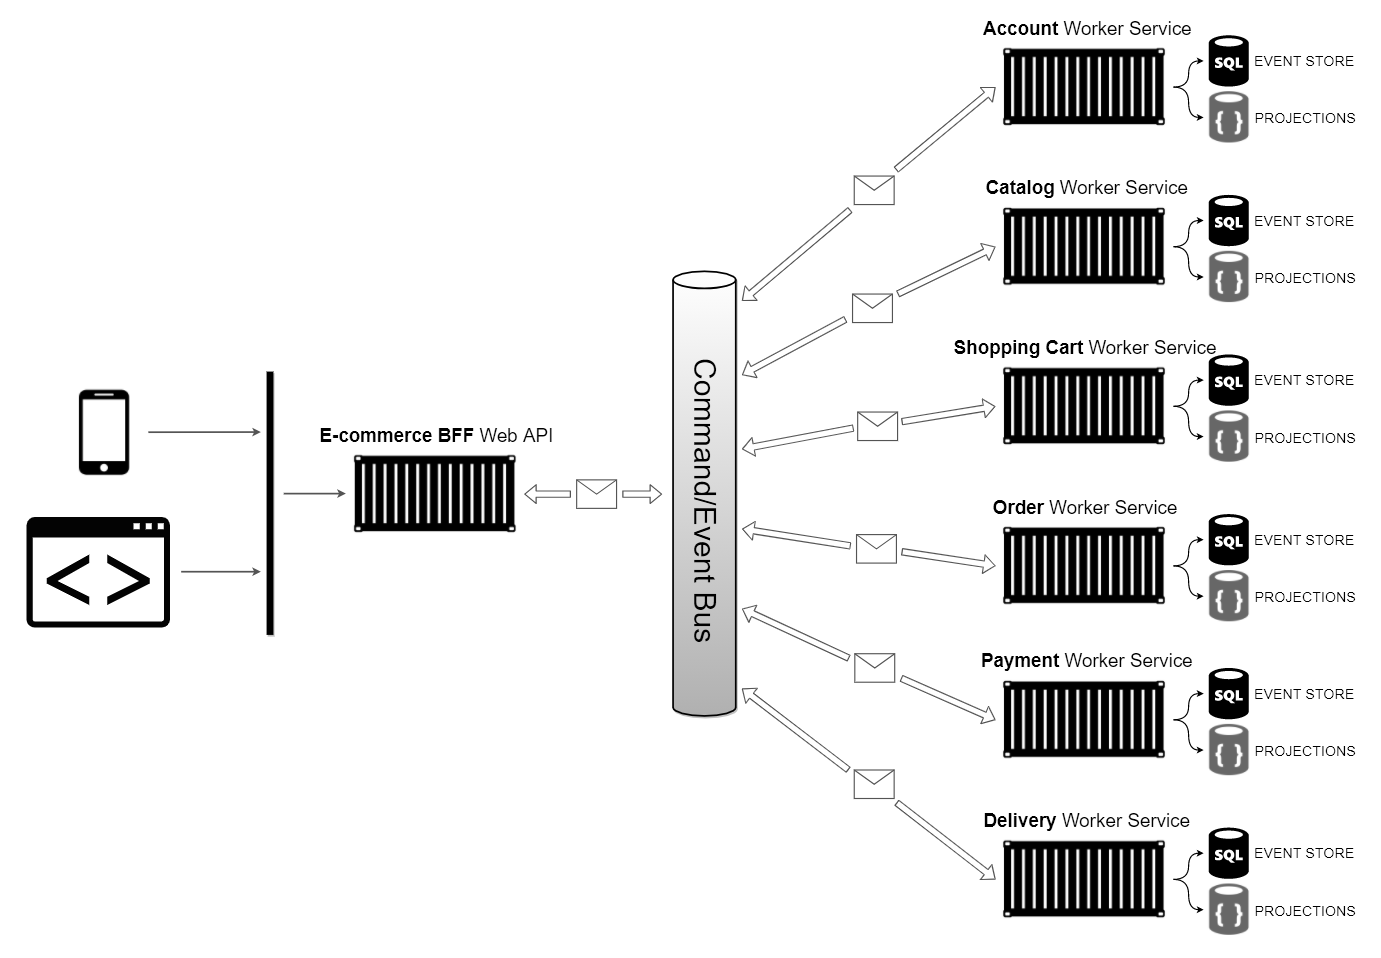 Account Worker Service
SQL
EVENT STORE
{ }
PROJECTIONS
Catalog Worker Service
SQL
EVENT STORE
{ }
PROJECTIONS
Shopping Cart Worker Service
SQL
EVENT STORE
{ }
PROJECTIONS
< >
E-commerce BFF Web API
Command/Event Bus
Order Worker Service
SQL
EVENT STORE
{ }
PROJECTIONS
Payment Worker Service
SQL
EVENT STORE
{ }
PROJECTIONS
Delivery Worker Service
SQL
EVENT STORE
{ }
PROJECTIONS